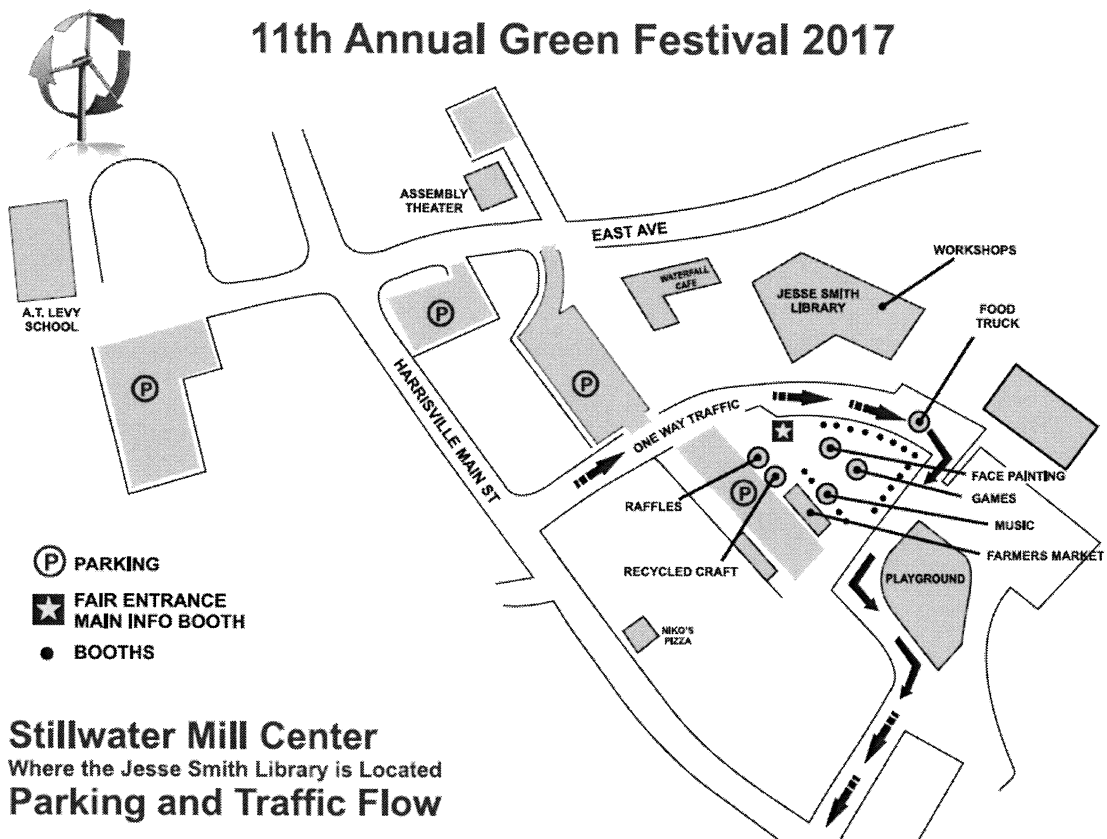 11th Annual Green Festival 2017
ASSEMBLY
THEATER
EAST AVE
WORKSHOPS
WATERFALL
CAFE
JESSE SMITH
LIBRARY
FOOD
TRUCK
A.T. LEVY
SCHOOL
P
P
P
HARRISVILLE MAIN ST
ONE WAY TRAFFIC
FACE PAINTING
P
GAMES
RAFFLES
MUSIC
FARMERS MARKET
RECYCLED CRAFT
PLAYGROUND
NIKO'S
PIZZA
P PARKING
FAIR ENTRANCE
MAIN INFO BOOTH
BOOTHS
Stillwater Mill Center
Where the Jesse Smith Library is Located
Parking and Traffic Flow